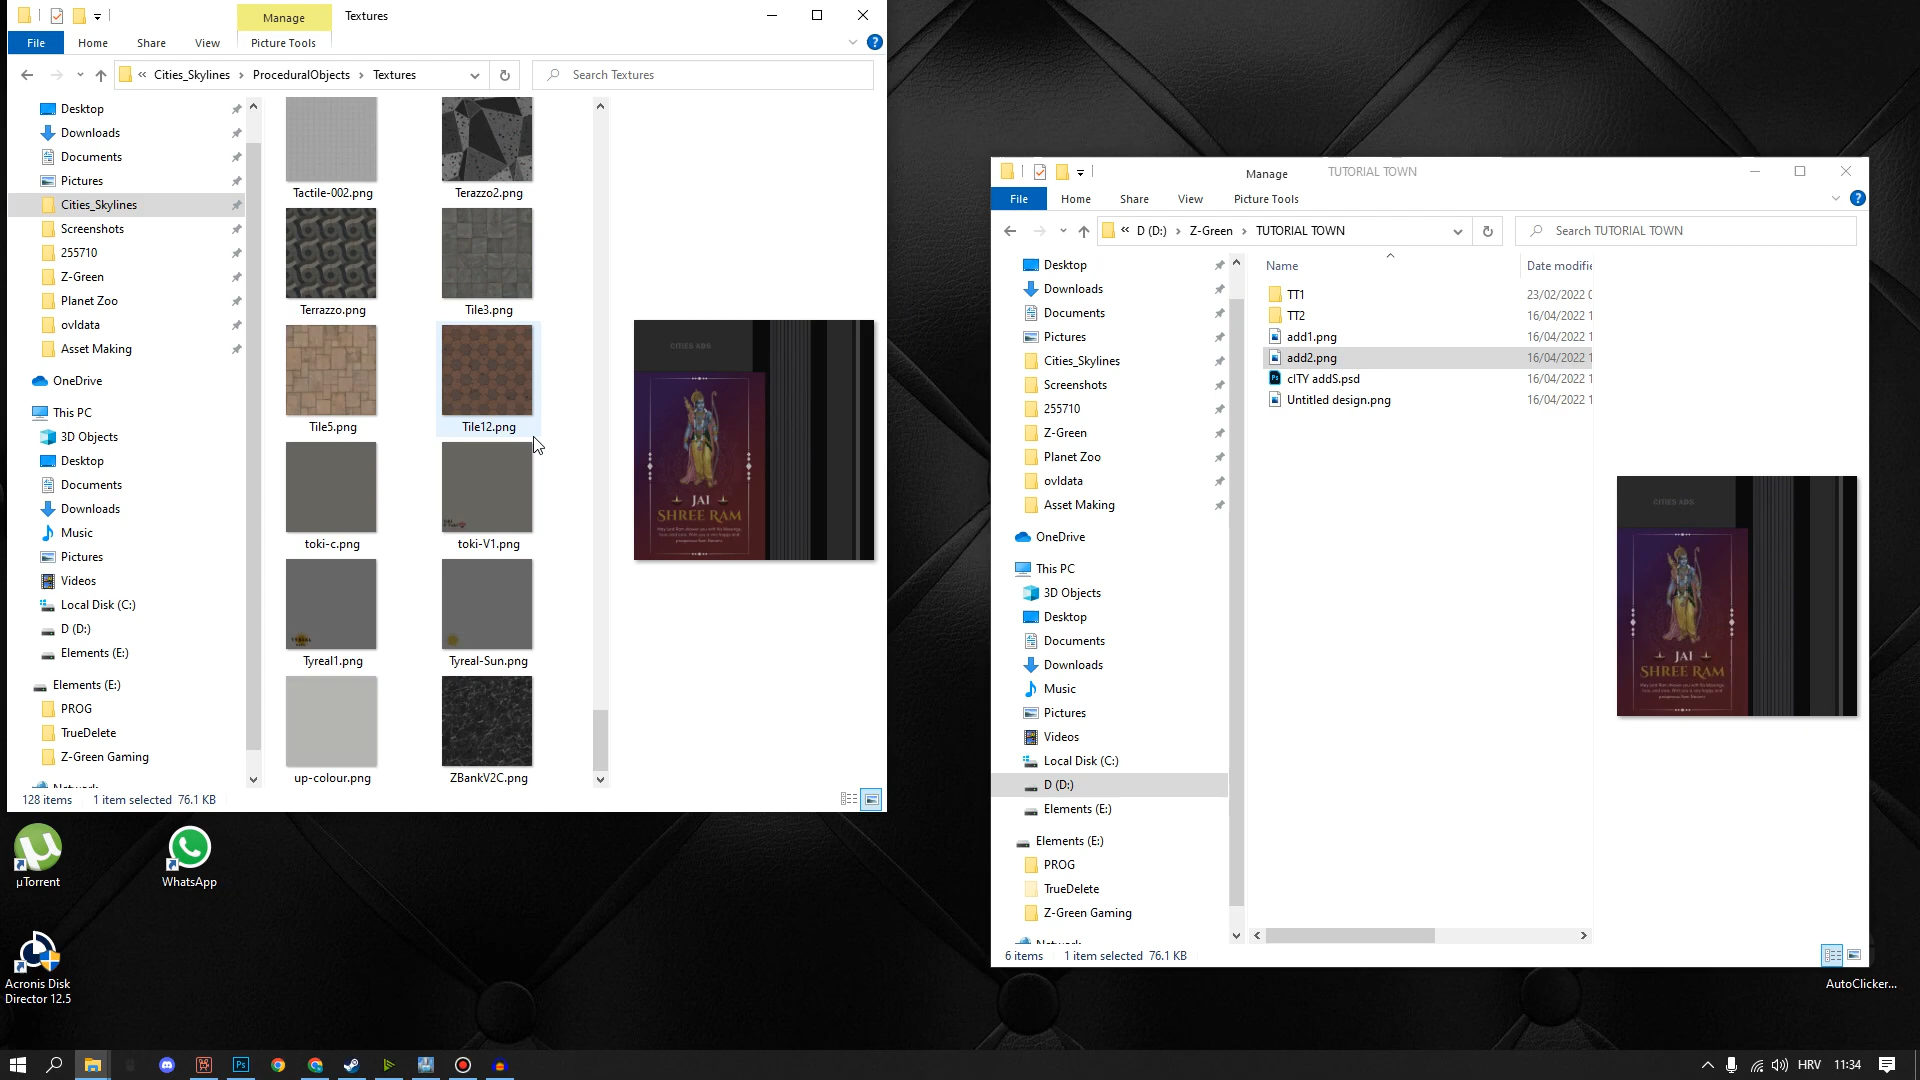 Manage
Textures
File
Home
Share
View
Picture Tools
« Cities_Skylines › ProceduralObjects › Textures
Search Textures
Desktop
Downloads
Documents
Pictures
Cities_Skylines
Screenshots
255710
Z-Green
Planet Zoo
ovldata
Asset Making
OneDrive
This PC
3D Objects
Desktop
Documents
Downloads
Music
Pictures
Videos
Local Disk (C:)
D (D:)
Elements (E:)
Elements (E:)
PROG
TrueDelete
Z-Green Gaming
Network
Tactile-002.png
Terazzo2.png
Terrazzo.png
Tile3.png
Tile5.png
Tile12.png
toki-c.png
toki-V1.png
Tyreal1.png
Tyreal-Sun.png
up-colour.png
ZBankV2C.png
CITIES ADS
JAI
SHREE RAM
128 items
1 item selected 76.1 KB
Manage
TUTORIAL TOWN
File
Home
Share
View
Picture Tools
« D (D:) › Z-Green › TUTORIAL TOWN
Search TUTORIAL TOWN
Desktop
Downloads
Documents
Pictures
Cities_Skylines
Screenshots
255710
Z-Green
Planet Zoo
ovldata
Asset Making
OneDrive
This PC
3D Objects
Desktop
Documents
Downloads
Music
Pictures
Videos
Local Disk (C:)
D (D:)
Elements (E:)
Elements (E:)
PROG
TrueDelete
Z-Green Gaming
Network
Name
Date modifie
TT1
23/02/2022 0
TT2
16/04/2022 1
add1.png
16/04/2022 1
add2.png
16/04/2022 1
cITY addS.psd
16/04/2022 1
Untitled design.png
16/04/2022 1
CITIES ADS
JAI
SHREE RAM
6 items
1 item selected 76.1 KB
µTorrent
WhatsApp
Acronis Disk
Director 12.5
AutoClicker...
HRV
11:34